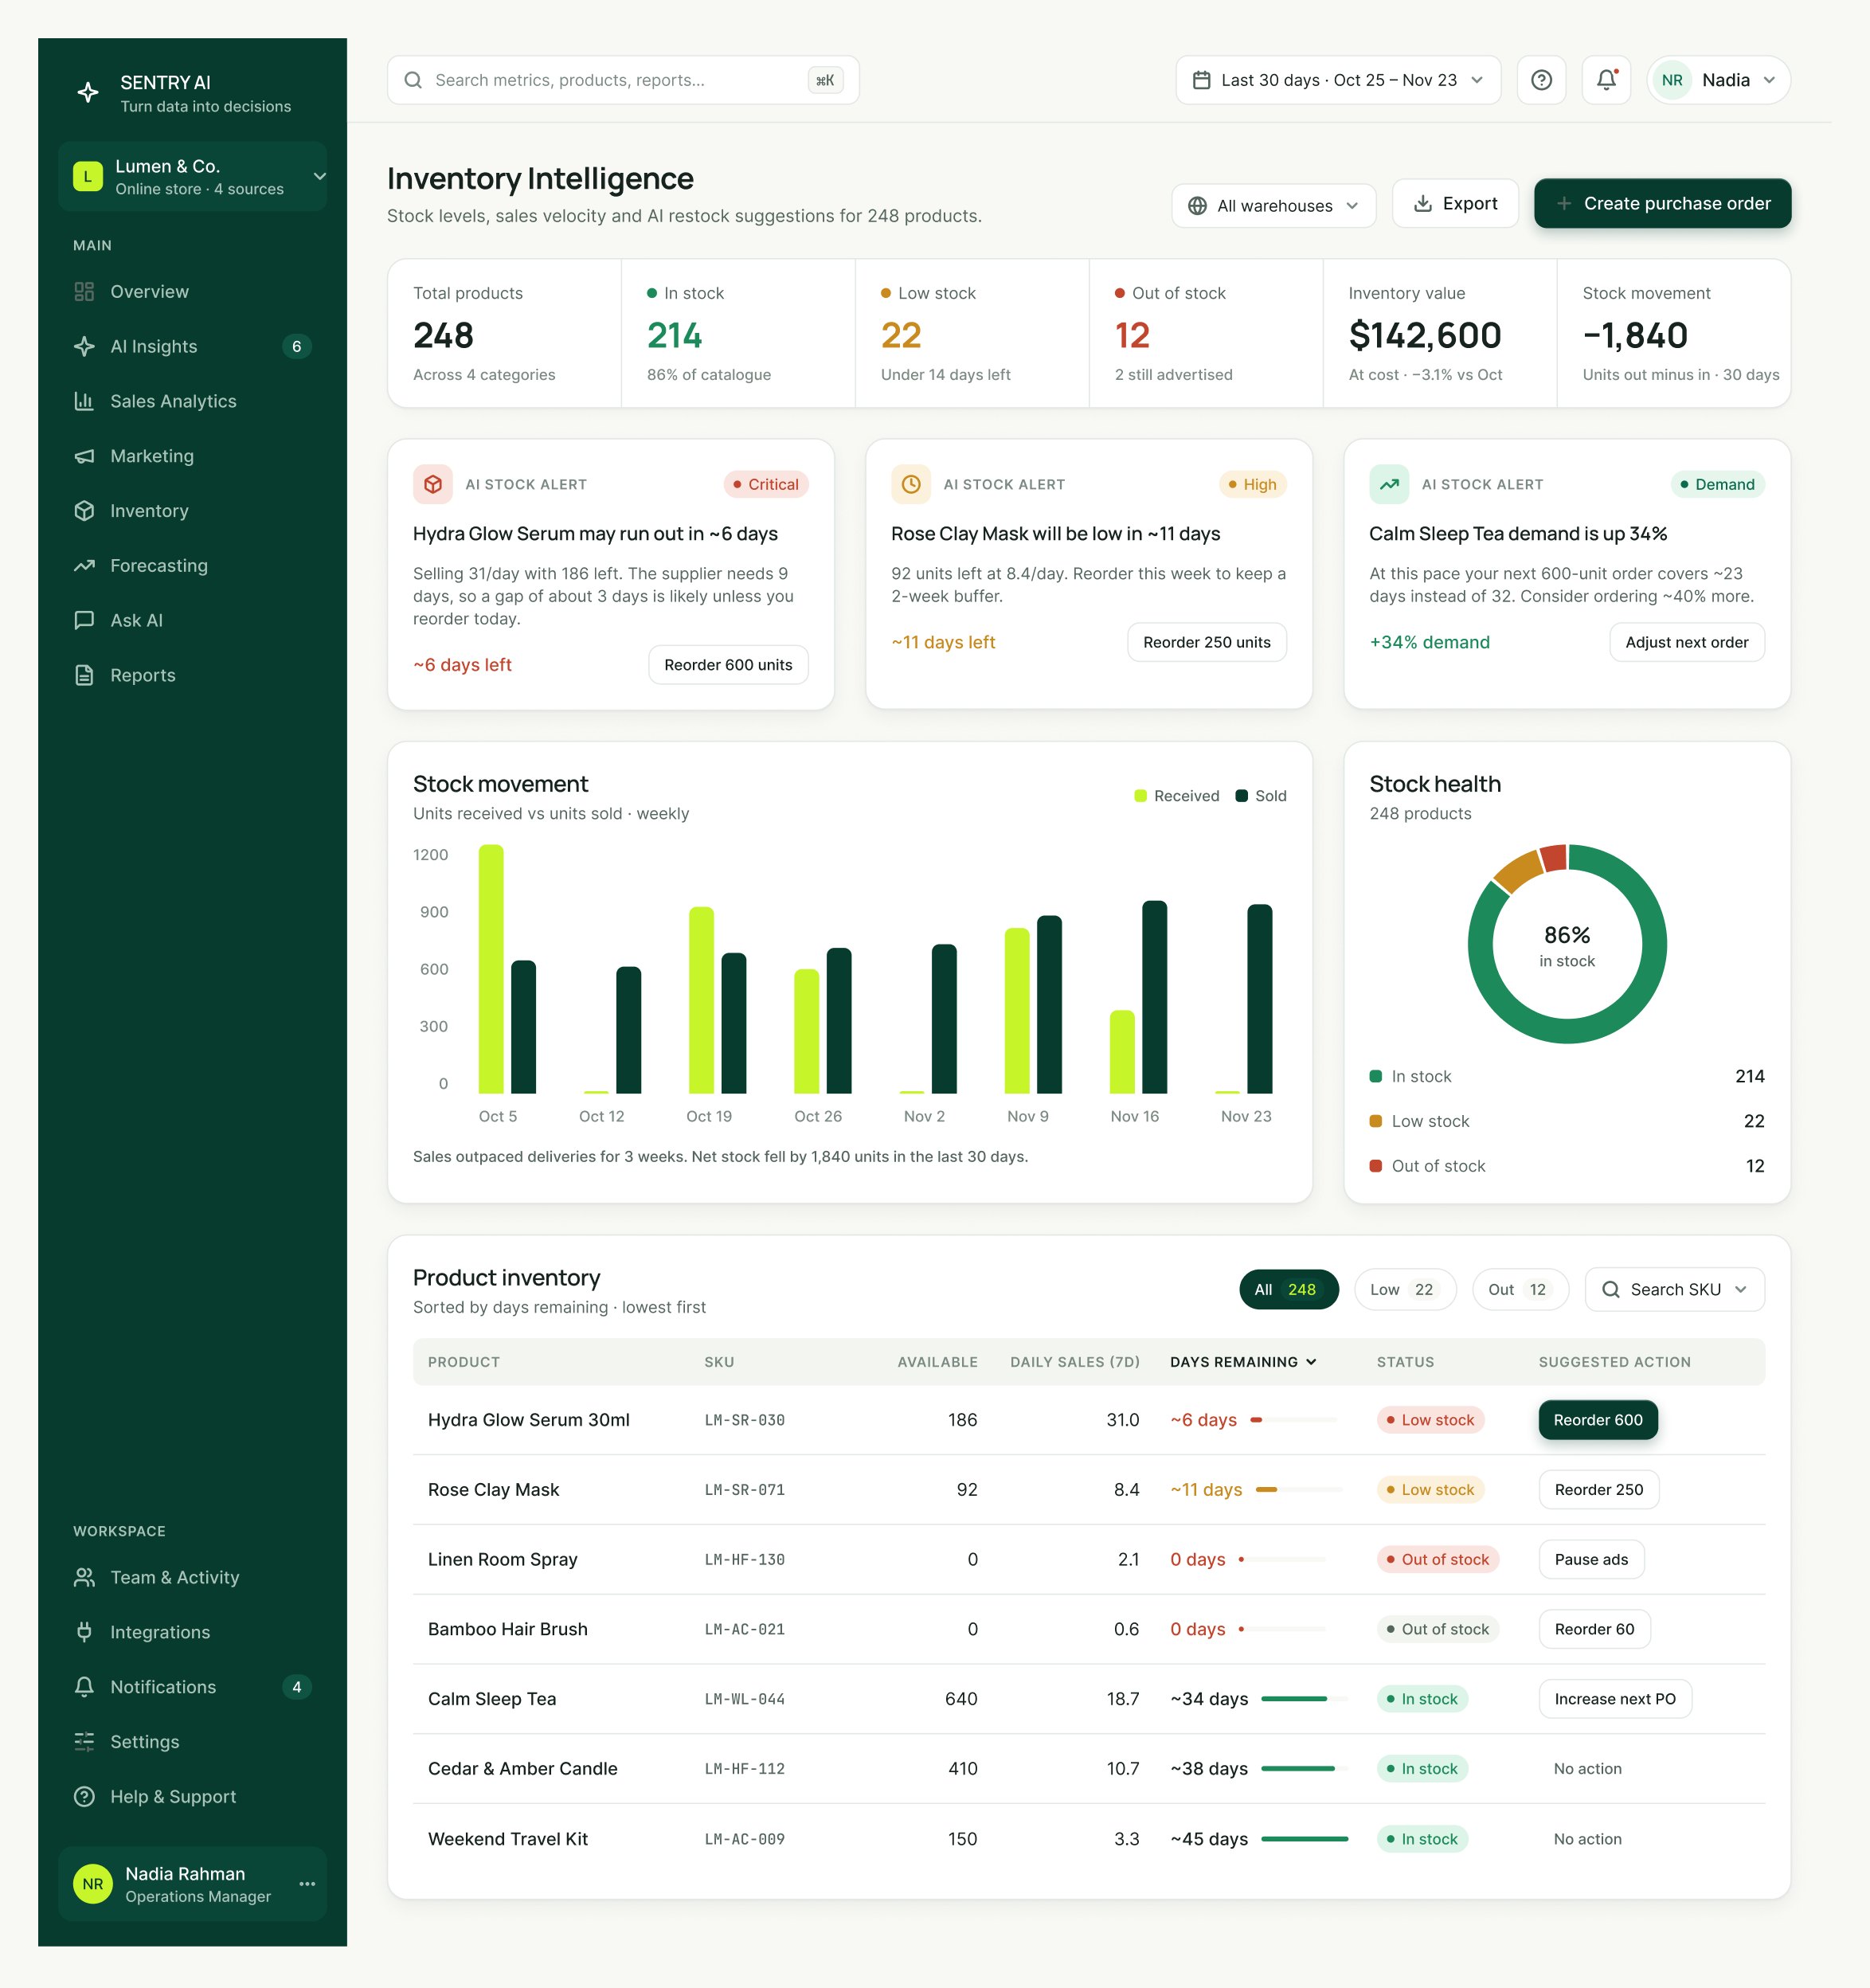 SENTRY AI
Turn data into decisions
L
Lumen & Co.
Online store · 4 sources
MAIN
Overview
AI Insights 6
Sales Analytics
Marketing
Inventory
Forecasting
Ask AI
Reports
WORKSPACE
Team & Activity
Integrations
Notifications 4
Settings
Help & Support
NR
Nadia Rahman
Operations Manager
Search metrics, products, reports... ⌘K
Last 30 days · Oct 25 – Nov 23
NR Nadia
Inventory Intelligence
Stock levels, sales velocity and AI restock suggestions for 248 products.
All warehouses
Export
Create purchase order
Total products
248
Across 4 categories
In stock
214
86% of catalogue
Low stock
22
Under 14 days left
Out of stock
12
2 still advertised
Inventory value
$142,600
At cost · −3.1% vs Oct
Stock movement
−1,840
Units out minus in · 30 days
AI STOCK ALERT Critical
Hydra Glow Serum may run out in ~6 days
Selling 31/day with 186 left. The supplier needs 9
days, so a gap of about 3 days is likely unless you
reorder today.
~6 days left Reorder 600 units
AI STOCK ALERT High
Rose Clay Mask will be low in ~11 days
92 units left at 8.4/day. Reorder this week to keep a
2-week buffer.
~11 days left Reorder 250 units
AI STOCK ALERT Demand
Calm Sleep Tea demand is up 34%
At this pace your next 600-unit order covers ~23
days instead of 32. Consider ordering ~40% more.
+34% demand Adjust next order
Stock movement
Units received vs units sold · weekly
Received Sold
1200
900
600
300
0
Oct 5 Oct 12 Oct 19 Oct 26 Nov 2 Nov 9 Nov 16 Nov 23
Sales outpaced deliveries for 3 weeks. Net stock fell by 1,840 units in the last 30 days.
Stock health
248 products
86%
in stock
In stock 214
Low stock 22
Out of stock 12
Product inventory
Sorted by days remaining · lowest first
All 248 Low 22 Out 12 Search SKU
PRODUCT SKU AVAILABLE DAILY SALES (7D) DAYS REMAINING STATUS SUGGESTED ACTION
Hydra Glow Serum 30ml LM-SR-030 186 31.0 ~6 days Low stock Reorder 600
Rose Clay Mask LM-SR-071 92 8.4 ~11 days Low stock Reorder 250
Linen Room Spray LM-HF-130 0 2.1 0 days Out of stock Pause ads
Bamboo Hair Brush LM-AC-021 0 0.6 0 days Out of stock Reorder 60
Calm Sleep Tea LM-WL-044 640 18.7 ~34 days In stock Increase next PO
Cedar & Amber Candle LM-HF-112 410 10.7 ~38 days In stock No action
Weekend Travel Kit LM-AC-009 150 3.3 ~45 days In stock No action